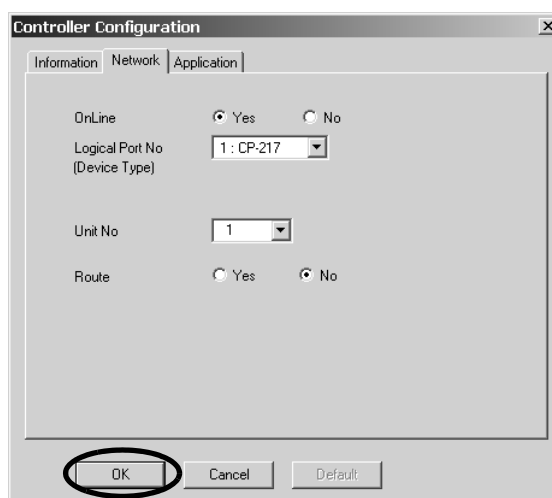 Controller Configuration
Information Network Application
OnLine Yes No
Logical Port No 1 : CP-217
(Device Type)
Unit No 1
Route Yes No
OK Cancel Default